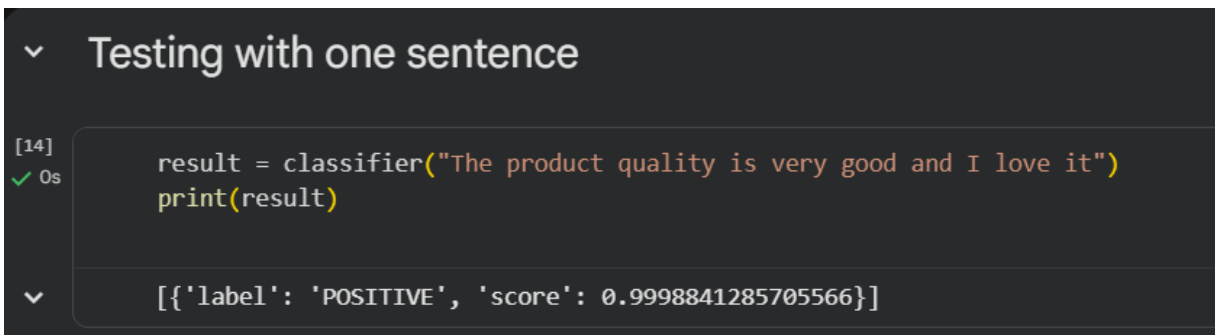 Testing with one sentence
[14]
0s
result = classifier("The product quality is very good and I love it")
print(result)
[{'label': 'POSITIVE', 'score': 0.9998841285705566}]